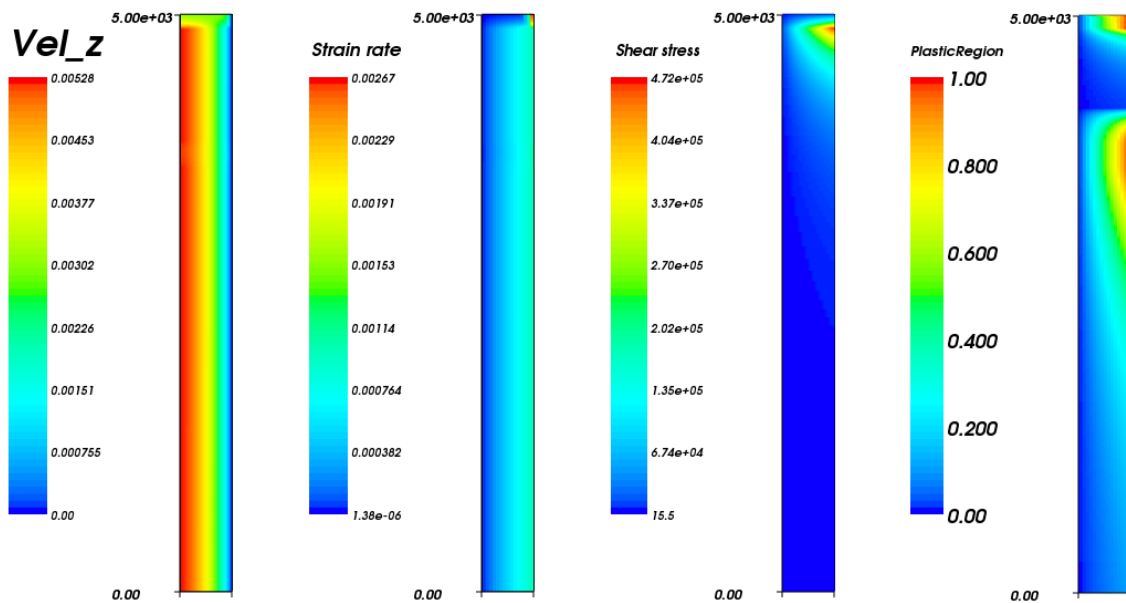 5.00e+03
Vel_z
0.00528
0.00453
0.00377
0.00302
0.00226
0.00151
0.000755
0.00
0.00
5.00e+03
Strain rate
0.00267
0.00229
0.00191
0.00153
0.00114
0.000764
0.000382
1.38e-06
0.00
5.00e+03
Shear stress
4.72e+05
4.04e+05
3.37e+05
2.70e+05
2.02e+05
1.35e+05
6.74e+04
15.5
0.00
5.00e+03
PlasticRegion
1.00
0.800
0.600
0.400
0.200
0.00
0.00